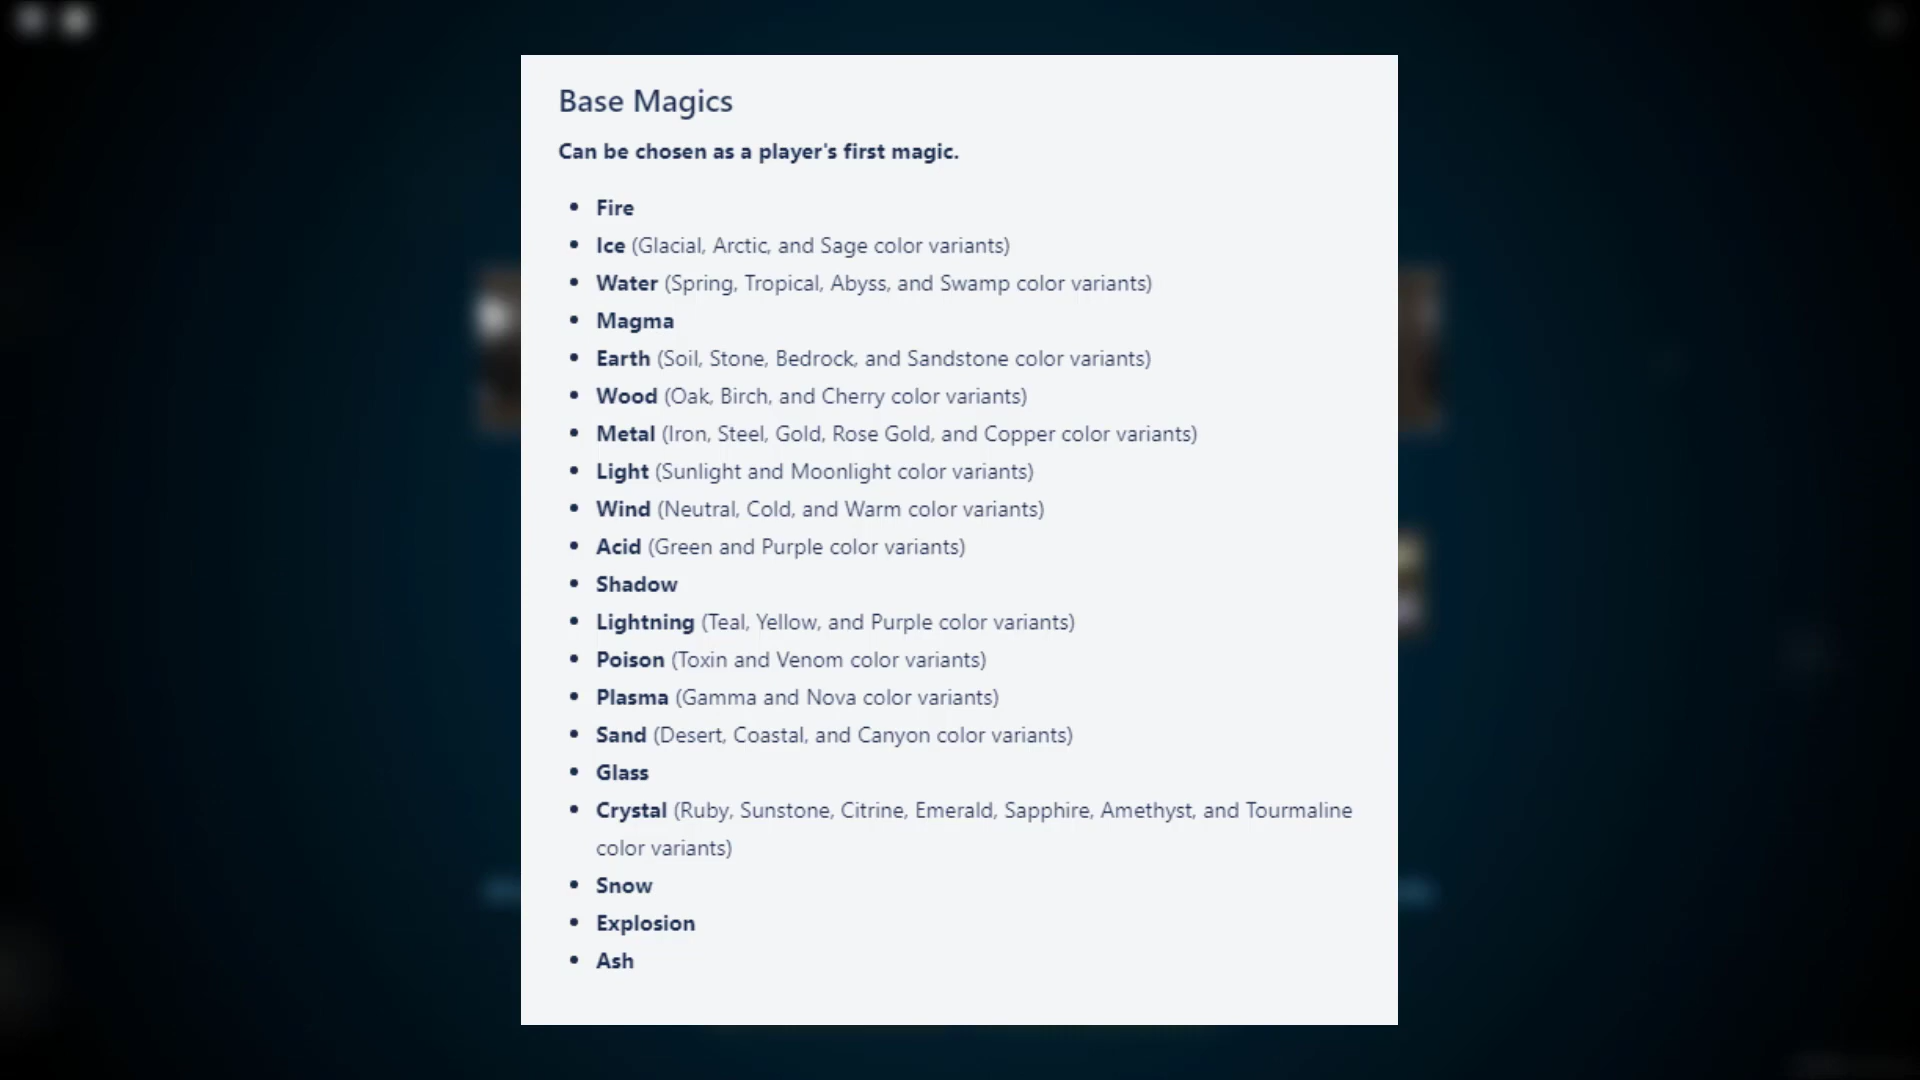 Base Magics
Can be chosen as a player's first magic.
• Fire
• Ice (Glacial, Arctic, and Sage color variants)
• Water (Spring, Tropical, Abyss, and Swamp color variants)
• Magma
• Earth (Soil, Stone, Bedrock, and Sandstone color variants)
• Wood (Oak, Birch, and Cherry color variants)
• Metal (Iron, Steel, Gold, Rose Gold, and Copper color variants)
• Light (Sunlight and Moonlight color variants)
• Wind (Neutral, Cold, and Warm color variants)
• Acid (Green and Purple color variants)
• Shadow
• Lightning (Teal, Yellow, and Purple color variants)
• Poison (Toxin and Venom color variants)
• Plasma (Gamma and Nova color variants)
• Sand (Desert, Coastal, and Canyon color variants)
• Glass
• Crystal (Ruby, Sunstone, Citrine, Emerald, Sapphire, Amethyst, and Tourmaline
color variants)
• Snow
• Explosion
• Ash